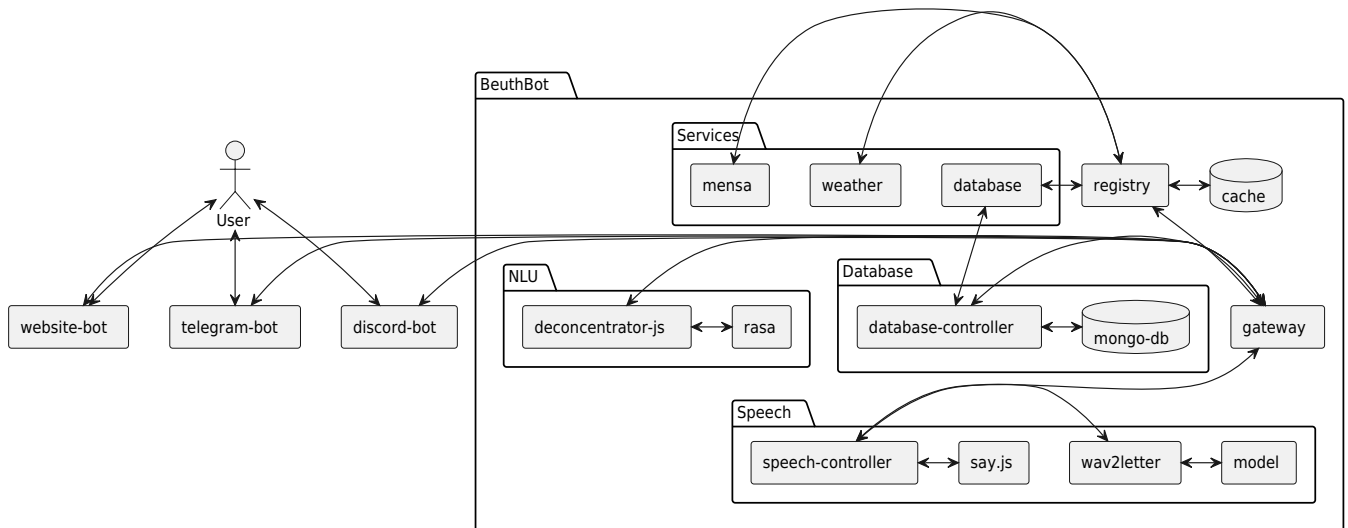 BeuthBot
Services
mensa
weather
database
registry
cache
User
NLU
Database
website-bot
telegram-bot
discord-bot
deconcentrator-js
rasa
database-controller
mongo-db
gateway
Speech
speech-controller
say.js
wav2letter
model